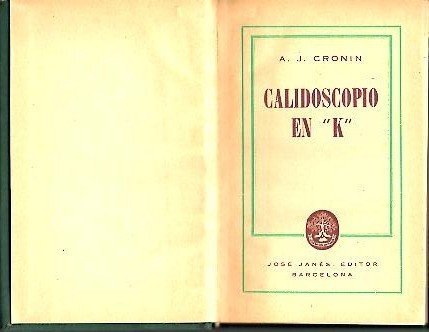 A. J. CRONIN
CALIDOSCOPIO
EN "K"
JOSÉ JANÉS, EDITOR
BARCELONA